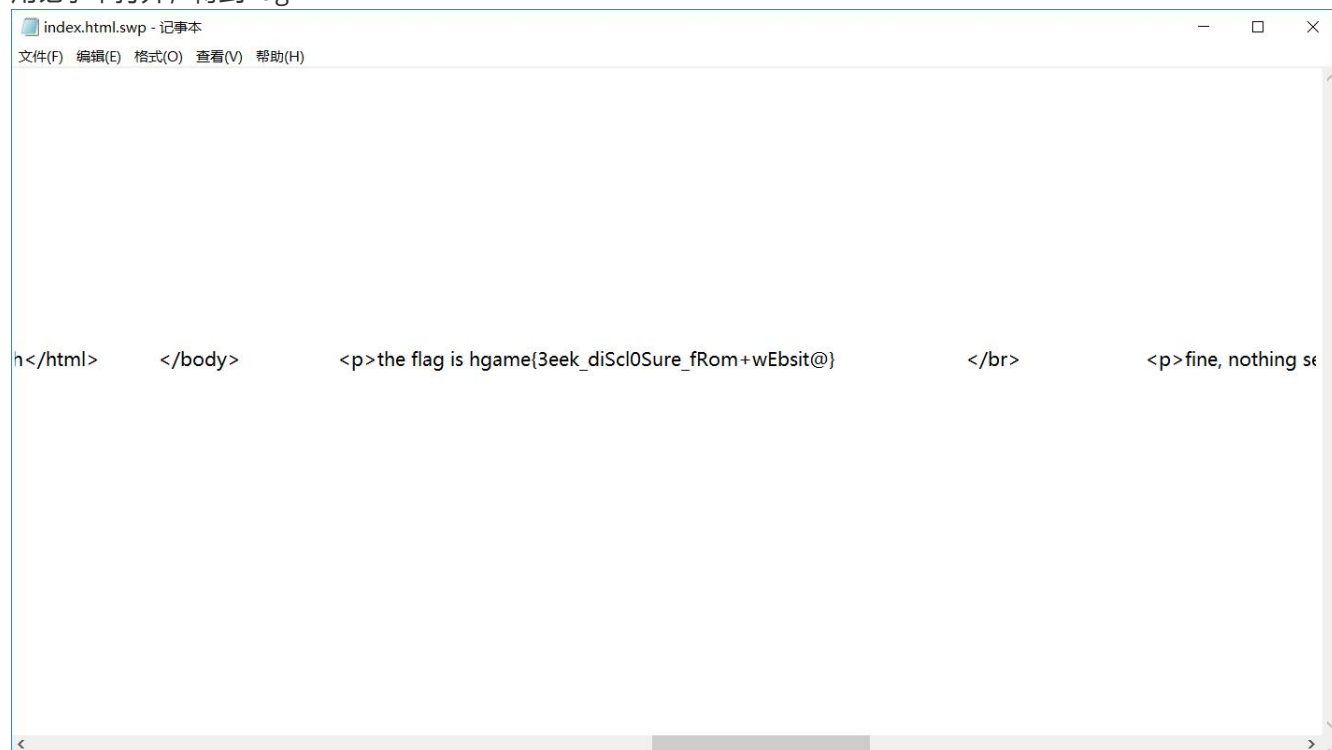 index.html.swp - 记事本
文件(F) 编辑(E) 格式(O) 查看(V) 帮助(H)
h</html> </body> <p>the flag is hgame{3eek_diScl0Sure_fRom+wEbsit@} </br> <p>fine, nothing se